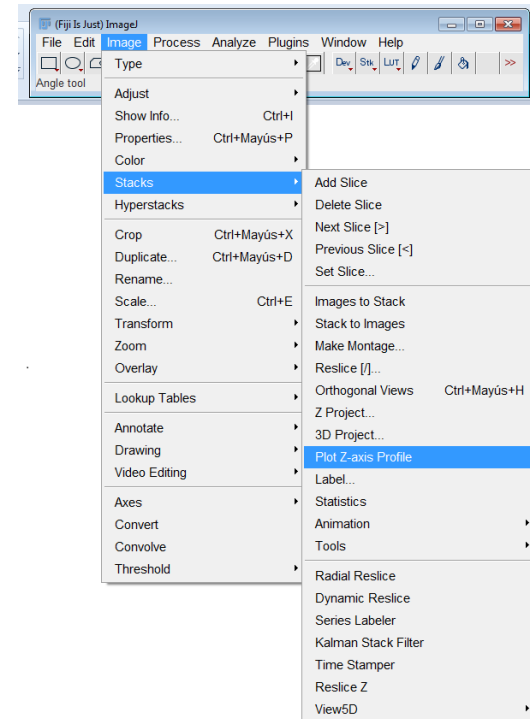 (Fiji Is Just) ImageJ
File Edit Image Process Analyze Plugins Window Help
Dev Stk LUT >>
Angle tool
Type
Adjust
Show Info... Ctrl+I
Properties... Ctrl+Mayús+P
Color
Stacks
Hyperstacks
Crop Ctrl+Mayús+X
Duplicate... Ctrl+Mayús+D
Rename...
Scale... Ctrl+E
Transform
Zoom
Overlay
Lookup Tables
Annotate
Drawing
Video Editing
Axes
Convert
Convolve
Threshold
Add Slice
Delete Slice
Next Slice [>]
Previous Slice [<]
Set Slice...
Images to Stack
Stack to Images
Make Montage...
Reslice [/]...
Orthogonal Views Ctrl+Mayús+H
Z Project...
3D Project...
Plot Z-axis Profile
Label...
Statistics
Animation
Tools
Radial Reslice
Dynamic Reslice
Series Labeler
Kalman Stack Filter
Time Stamper
Reslice Z
View5D